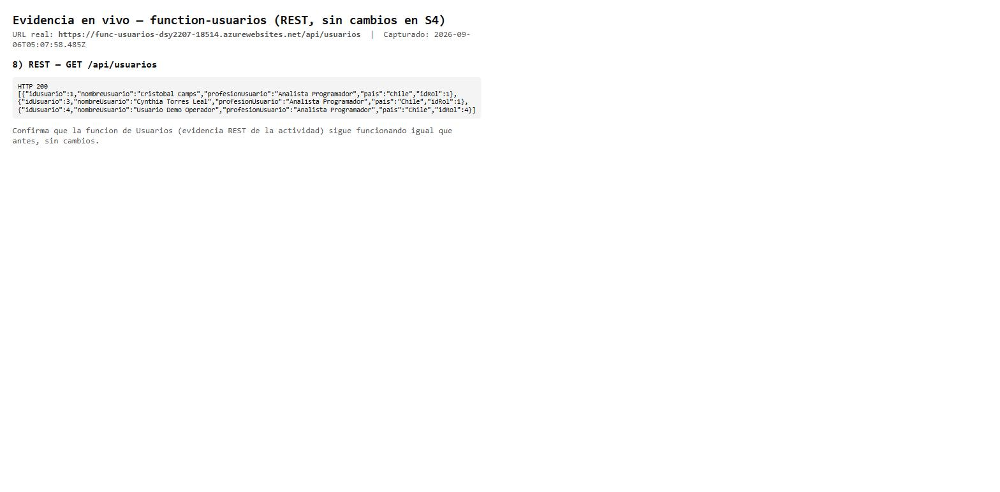 Evidencia en vivo — function-usuarios (REST, sin cambios en S4)
URL real: https://func-usuarios-dsy2207-18514.azurewebsites.net/api/usuarios | Capturado: 2026-09-
06T05:07:58.485Z
8) REST — GET /api/usuarios
HTTP 200
[{"idUsuario":1,"nombreUsuario":"Cristobal Camps","profesionUsuario":"Analista Programador","pais":"Chile","idRol":1},
{"idUsuario":3,"nombreUsuario":"Cynthia Torres Leal","profesionUsuario":"Analista Programador","pais":"Chile","idRol":1},
{"idUsuario":4,"nombreUsuario":"Usuario Demo Operador","profesionUsuario":"Analista Programador","pais":"Chile","idRol":4}]
Confirma que la funcion de Usuarios (evidencia REST de la actividad) sigue funcionando igual que
antes, sin cambios.